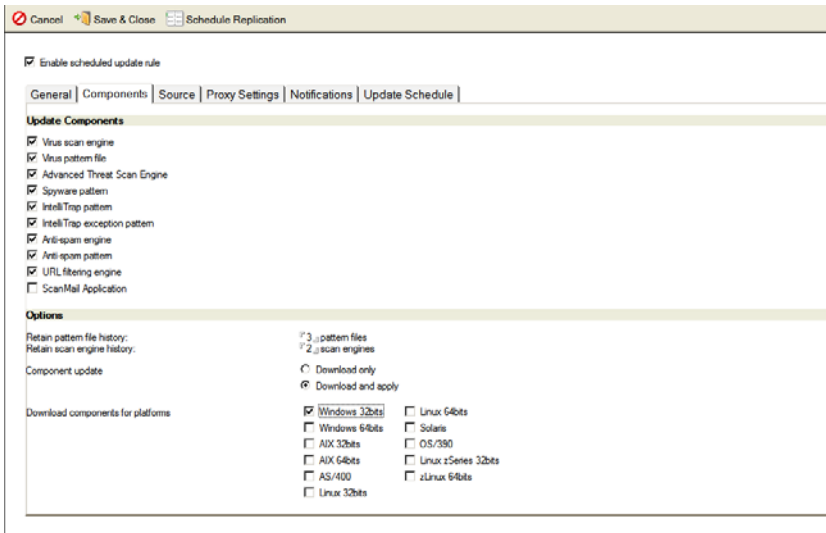 Cancel Save & Close Schedule Replication
Enable scheduled update rule
General Components Source Proxy Settings Notifications Update Schedule
Update Components
Virus scan engine
Virus pattern file
Advanced Threat Scan Engine
Spyware pattern
IntelliTrap pattern
IntelliTrap exception pattern
Anti-spam engine
Anti-spam pattern
URL filtering engine
ScanMail Application
Options
Retain pattern file history: 3 pattern files
Retain scan engine history: 2 scan engines
Component update Download only
Download and apply
Download components for platforms Windows 32bits Linux 64bits
Windows 64bits Solaris
AIX 32bits OS/390
AIX 64bits Linux zSeries 32bits
AS/400 zLinux 64bits
Linux 32bits